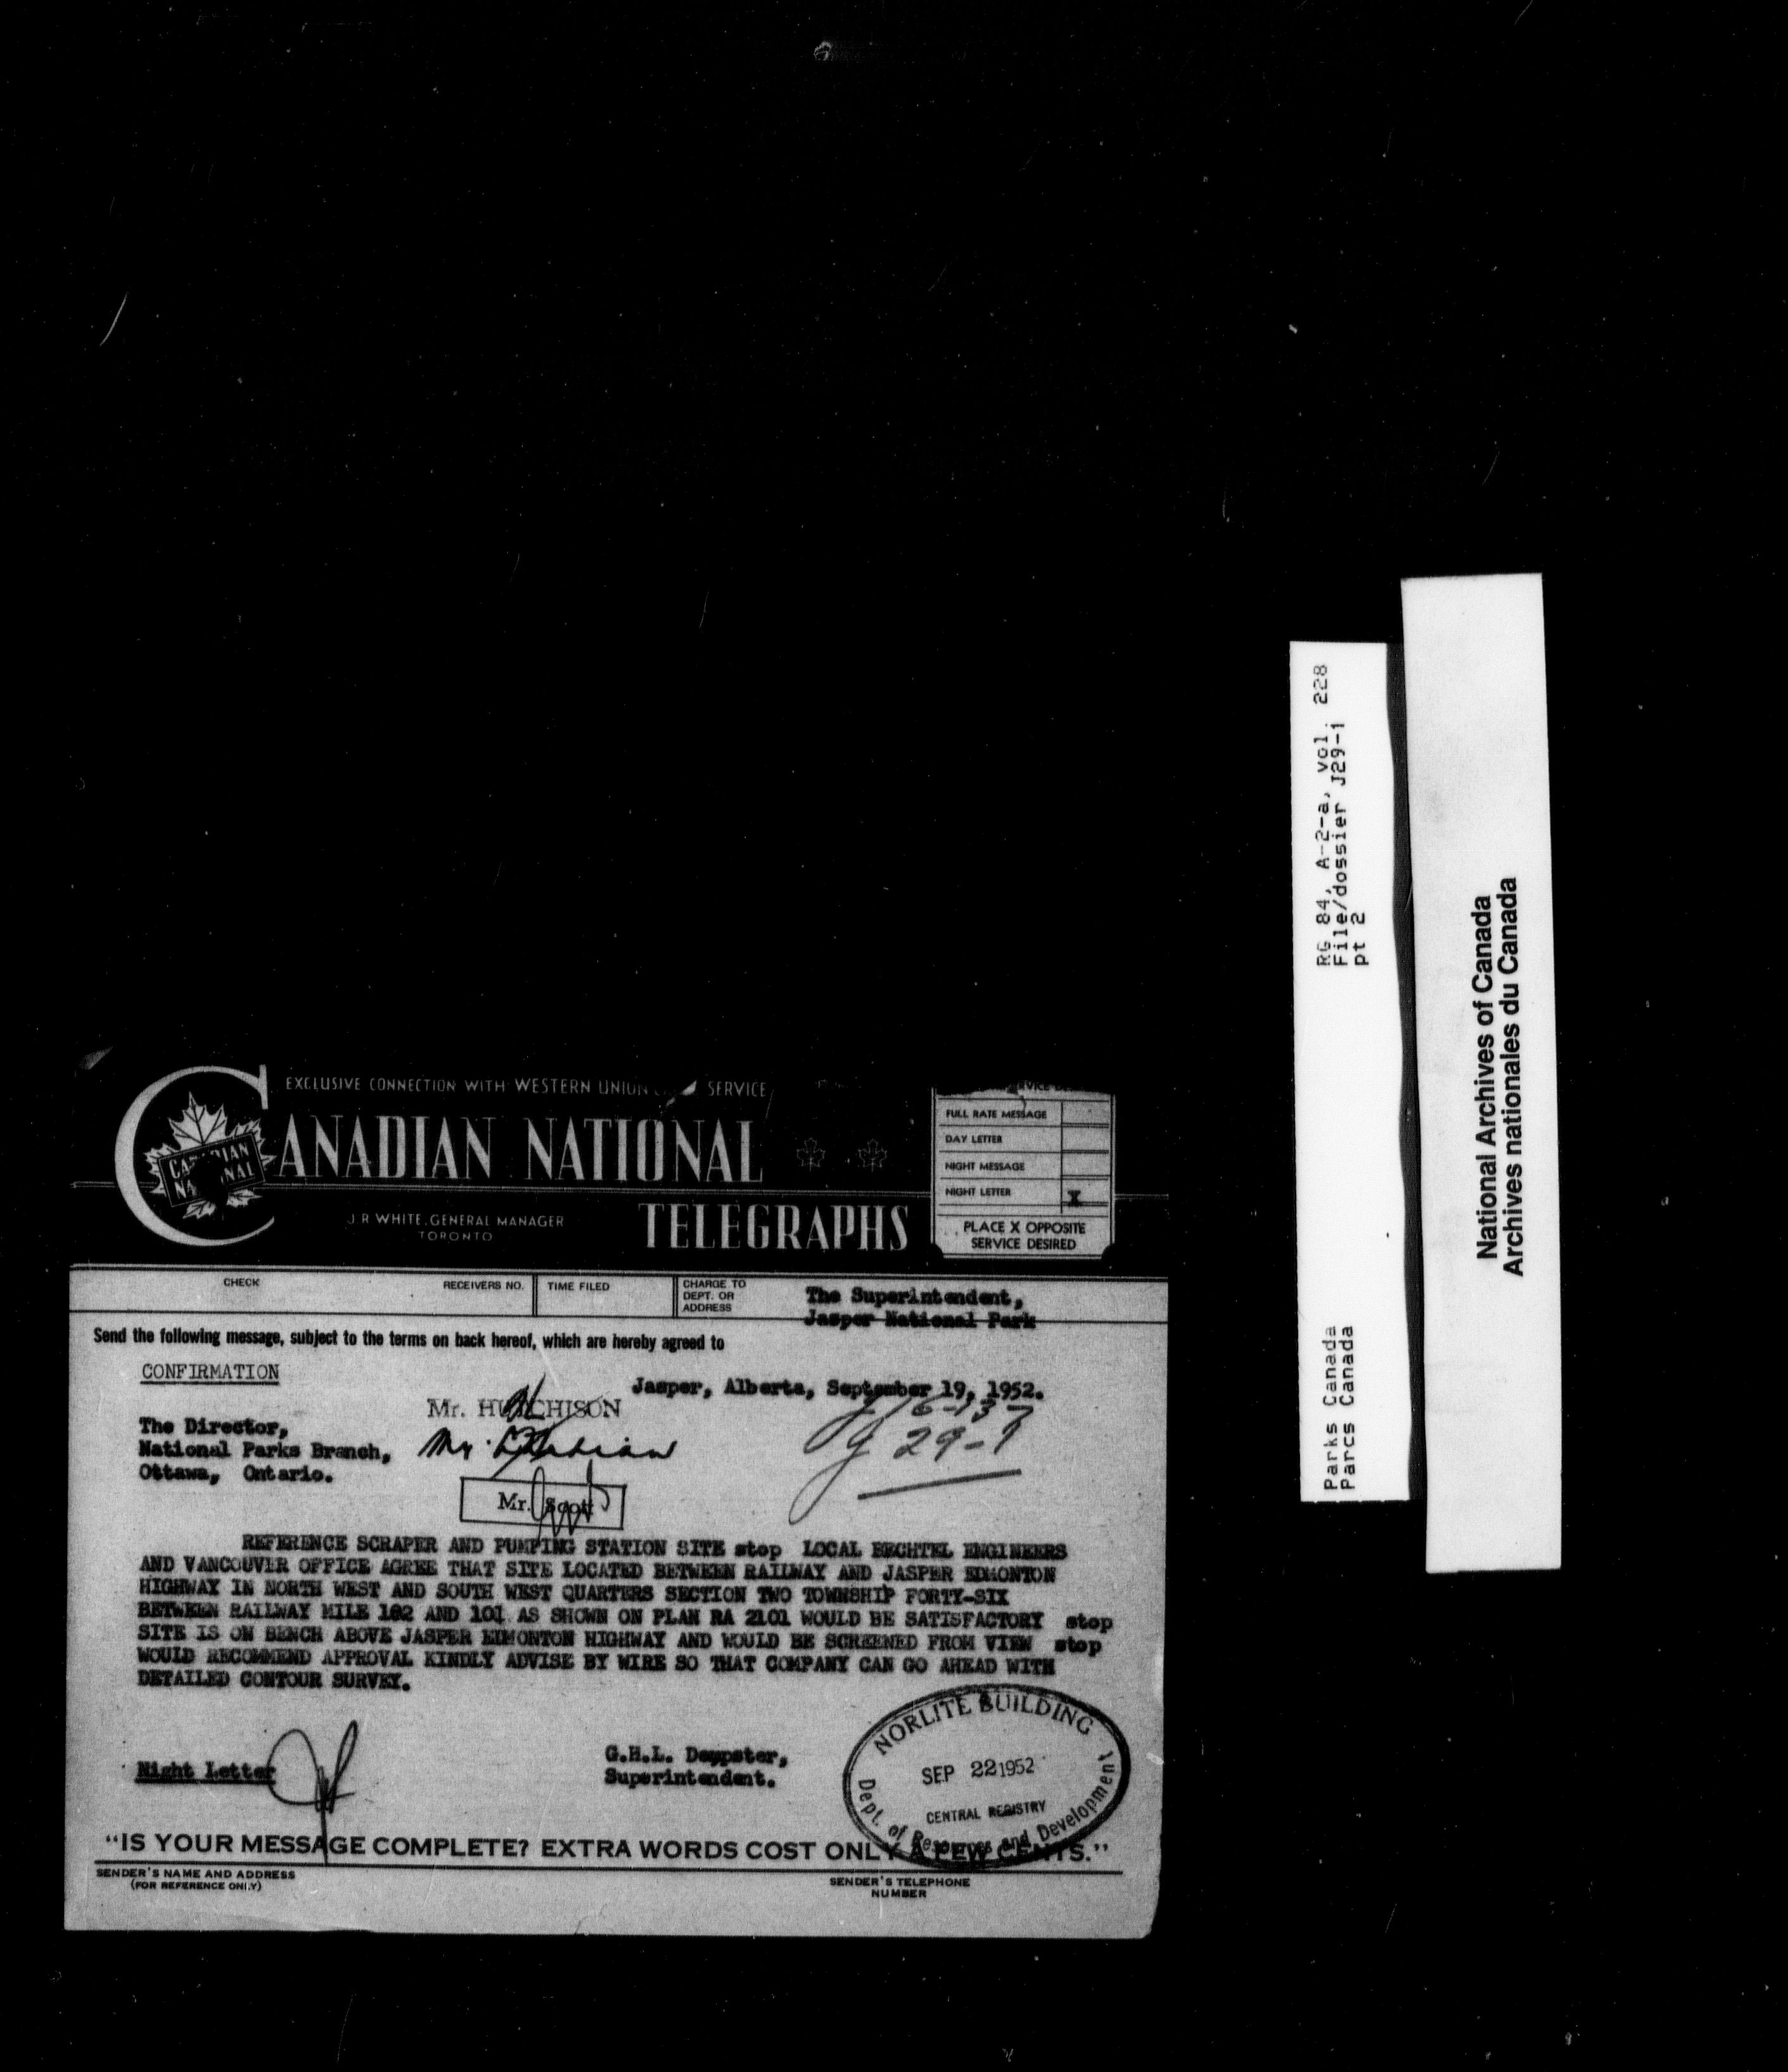 EXCLUSIVE CONNECTION WITH WESTERN UNION SERVICE
CANADIAN NATIONAL
CANADIAN NATIONAL
TELEGRAPHS
J R WHITE. GENERAL MANAGER
TORONTO
FULL RATE MESSAGE
DAY LETTER
NIGHT MESSAGE
NIGHT LETTER X
PLACE X OPPOSITE
SERVICE DESIRED
CHECK
RECEIVERS NO.
TIME FILED
CHARGE TO
DEPT. OR
ADDRESS
The Superintendent,
Jasper National Park
Send the following message, subject to the terms on back hereof, which are hereby agreed to
CONFIRMATION
Jasper, Alberta, September 19, 1952.
Mr. HUTCHISON
The Director,
National Parks Branch,
Ottawa, Ontario.
Mr.
Mr. Scott
REFERENCE SCRAPER AND PUMPING STATION SITE stop LOCAL BECHTEL ENGINEERS
AND VANCOUVER OFFICE AGREE THAT SITE LOCATED BETWEEN RAILWAY AND JASPER EDMONTON
HIGHWAY IN NORTH WEST AND SOUTH WEST QUARTERS SECTION TWO TOWNSHIP FORTY-SIX
BETWEEN RAILWAY MILE 102 AND 101 AS SHOWN ON PLAN RA 2101 WOULD BE SATISFACTORY stop
SITE IS ON BENCH ABOVE JASPER EDMONTON HIGHWAY AND WOULD BE SCREENED FROM VIEW stop
WOULD RECOMMEND APPROVAL KINDLY ADVISE BY WIRE SO THAT COMPANY CAN GO AHEAD WITH
DETAILED CONTOUR SURVEY.
Night Letter
G.H.L. Dempster,
Superintendent.
NORLITE BUILDING
SEP 22 1952
CENTRAL REGISTRY
Dept. of Resources and Development
"IS YOUR MESSAGE COMPLETE? EXTRA WORDS COST ONLY A FEW CENTS."
SENDER'S NAME AND ADDRESS
(FOR REFERENCE ONLY)
SENDER'S TELEPHONE
NUMBER
RG 84, A-2-a, vol. 228
File/dossier J29-1
pt 2
Parks Canada
Parcs Canada
National Archives of Canada
Archives nationales du Canada